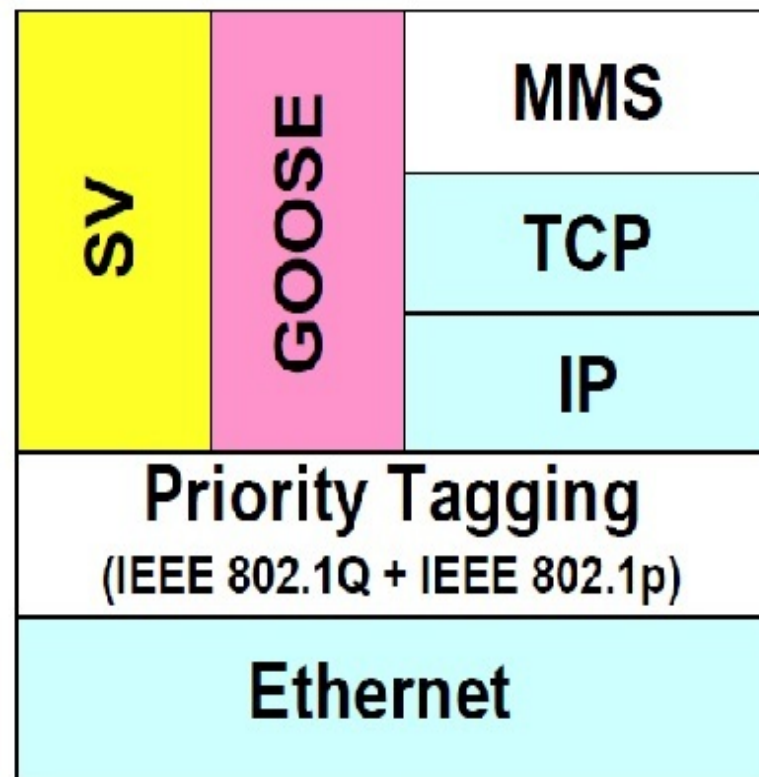 SV
GOOSE
MMS
TCP
IP
Priority Tagging
(IEEE 802.1Q + IEEE 802.1p)
Ethernet